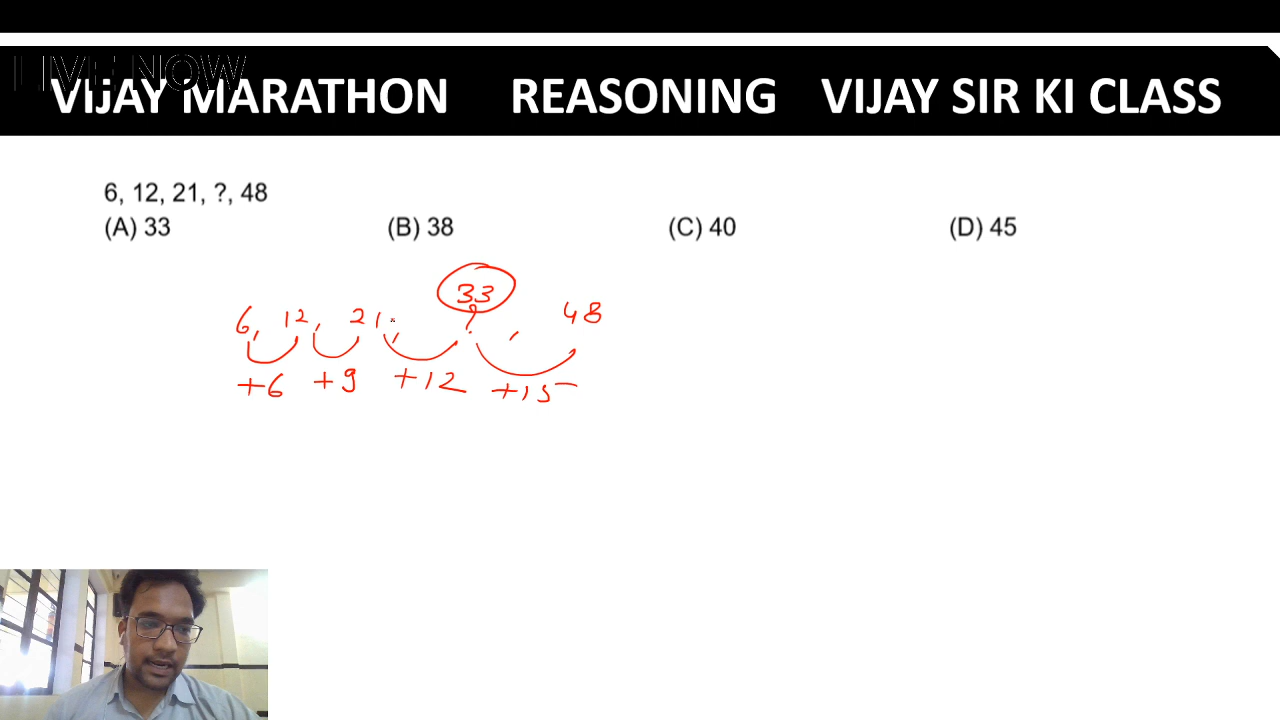 LIVE NOW
VIJAY MARATHON REASONING VIJAY SIR KI CLASS
6, 12, 21, ?, 48
(A) 33 (B) 38 (C) 40 (D) 45
33
6, 12, 21, ? , 48
+6 +9 +12 +15